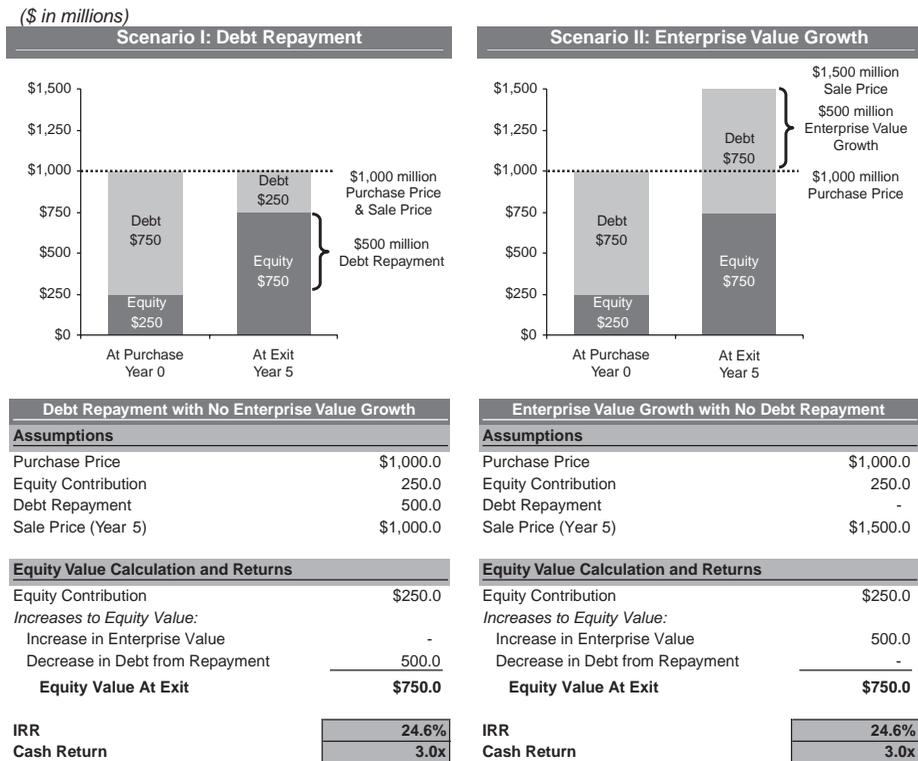 ($ in millions)
Scenario I: Debt Repayment
$1,500
$1,250
$1,000
$750
$500
$250
$0
Debt
$750
Equity
$250
Debt
$250
Equity
$750
$1,000 million
Purchase Price
& Sale Price
$500 million
Debt Repayment
At Purchase
Year 0
At Exit
Year 5
Scenario II: Enterprise Value Growth
$1,500
$1,250
$1,000
$750
$500
$250
$0
Debt
$750
Equity
$250
Debt
$750
Equity
$750
$1,500 million
Sale Price
$500 million
Enterprise Value
Growth
$1,000 million
Purchase Price
At Purchase
Year 0
At Exit
Year 5
Debt Repayment with No Enterprise Value Growth
Assumptions
Purchase Price $1,000.0
Equity Contribution 250.0
Debt Repayment 500.0
Sale Price (Year 5) $1,000.0
Equity Value Calculation and Returns
Equity Contribution $250.0
Increases to Equity Value:
Increase in Enterprise Value -
Decrease in Debt from Repayment 500.0
Equity Value At Exit $750.0
IRR 24.6%
Cash Return 3.0x
Enterprise Value Growth with No Debt Repayment
Assumptions
Purchase Price $1,000.0
Equity Contribution 250.0
Debt Repayment -
Sale Price (Year 5) $1,500.0
Equity Value Calculation and Returns
Equity Contribution $250.0
Increases to Equity Value:
Increase in Enterprise Value 500.0
Decrease in Debt from Repayment -
Equity Value At Exit $750.0
IRR 24.6%
Cash Return 3.0x